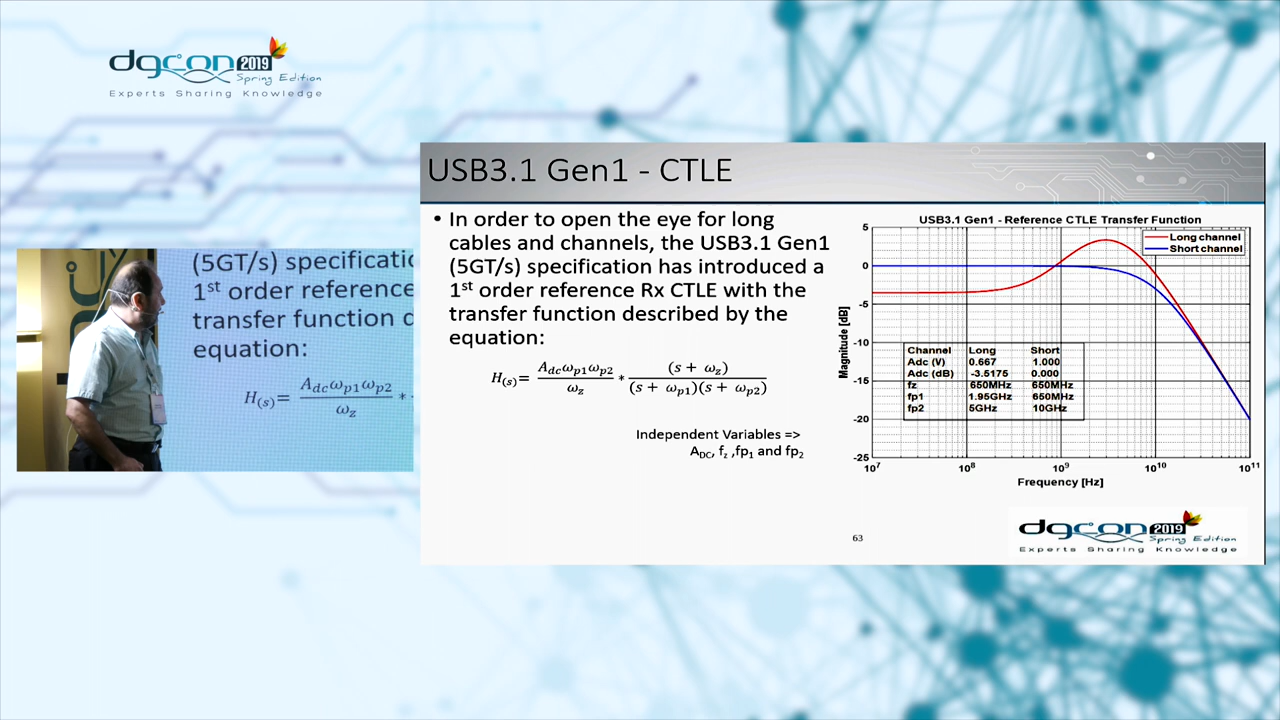 dgcon 2019
Spring Edition
Experts Sharing Knowledge
USB3.1 Gen1 - CTLE
• In order to open the eye for long
cables and channels, the USB3.1 Gen1
(5GT/s) specification has introduced a
1st order reference Rx CTLE with the
transfer function described by the
equation:
H(s)= Adcωp1ωp2 / ωz * (s + ωz) / (s + ωp1)(s + ωp2)
Independent Variables =>
ADC, fz ,fp1 and fp2
USB3.1 Gen1 - Reference CTLE Transfer Function
Long channel
Short channel
5
0
-5
-10
-15
-20
-25
Magnitude [dB]
Channel Long Short
Adc (V) 0.667 1.000
Adc (dB) -3.5175 0.000
fz 650MHz 650MHz
fp1 1.95GHz 650MHz
fp2 5GHz 10GHz
10^7 10^8 10^9 10^10 10^11
Frequency [Hz]
63
dgcon 2019
Spring Edition
Experts Sharing Knowledge
(5GT/s) specificatio
1st order reference
transfer function d
equation:
H(s)= Adcωp1ωp2 / ωz *